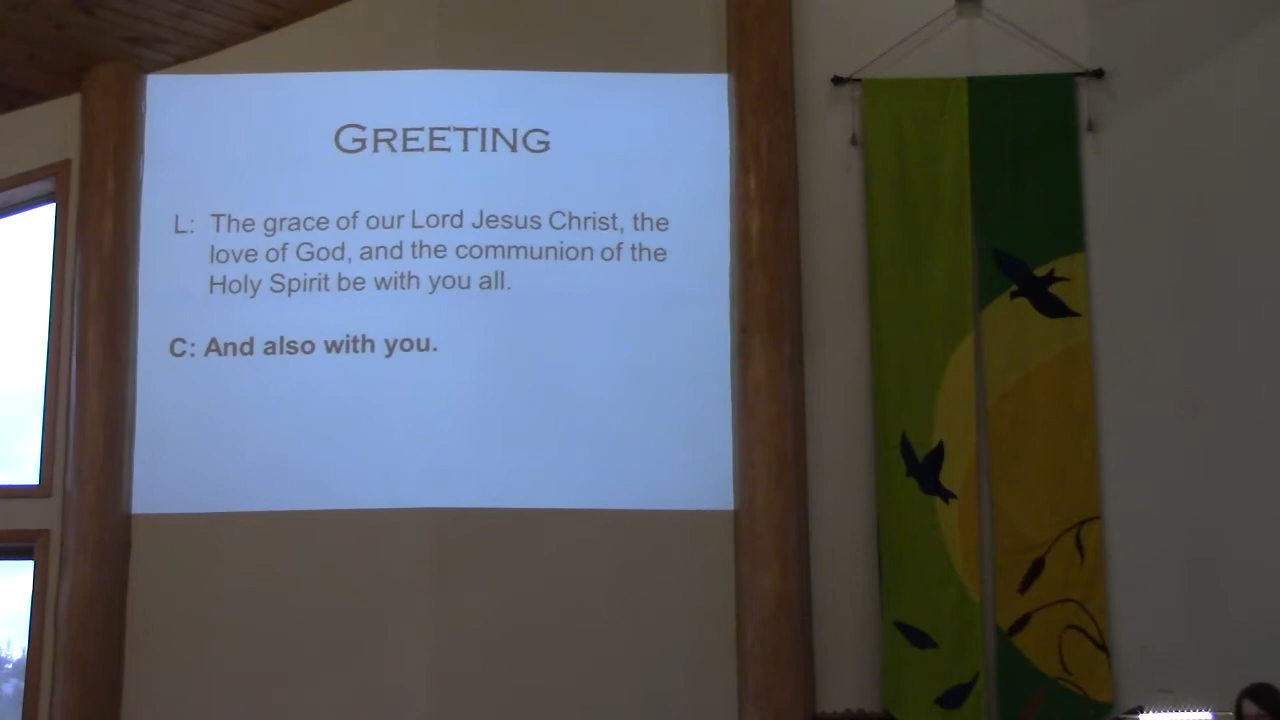 GREETING
L: The grace of our Lord Jesus Christ, the
love of God, and the communion of the
Holy Spirit be with you all.
C: And also with you.